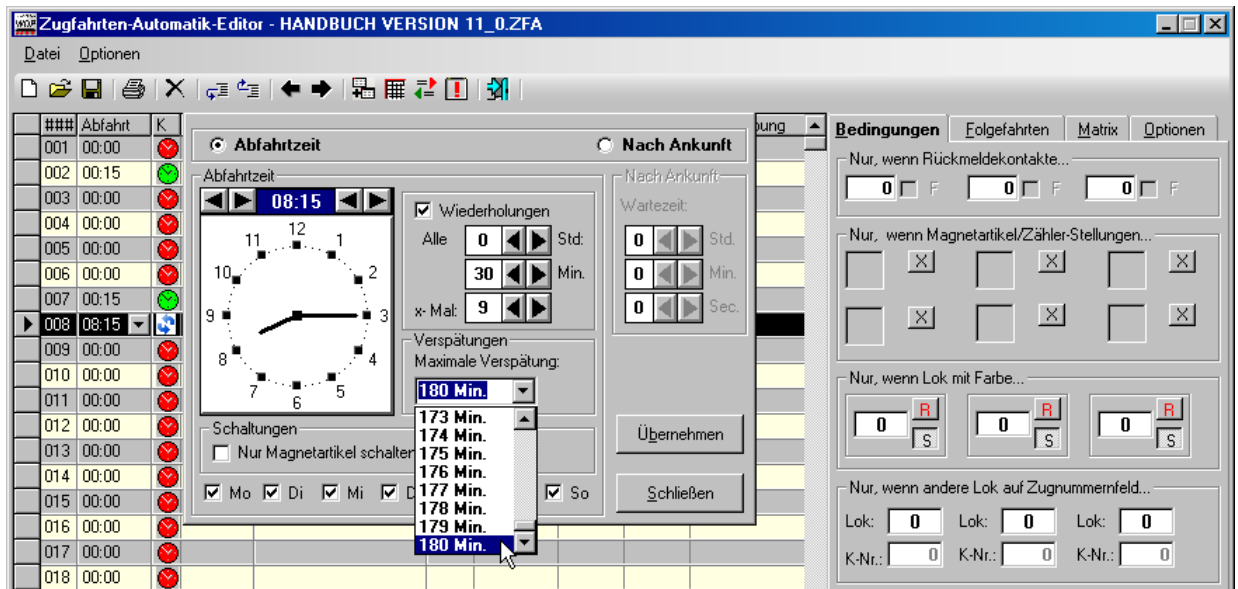 Zugfahrten-Automatik-Editor - HANDBUCH VERSION 11_0.ZFA
Datei Optionen
### Abfahrt K
001 00:00
002 00:15
003 00:00
004 00:00
005 00:00
006 00:00
007 00:15
008 08:15
009 00:00
010 00:00
011 00:00
012 00:00
013 00:00
014 00:00
015 00:00
016 00:00
017 00:00
018 00:00
Abfahrtzeit Nach Ankunft
Abfahrtzeit
08:15
12
1
2
3
4
5
6
7
8
9
10
11
Wiederholungen
Alle 0 Std:
30 Min.
x- Mal: 9
Verspätungen
Maximale Verspätung:
180 Min.
173 Min.
174 Min.
175 Min.
176 Min.
177 Min.
178 Min.
179 Min.
180 Min.
Nach Ankunft
Wartezeit:
0 Std.
0 Min.
0 Sec.
Schaltungen
Nur Magnetartikel schalten
Mo Di Mi So
Übernehmen
Schließen
Bedingungen Folgefahrten Matrix Optionen
Nur, wenn Rückmeldekontakte...
0 F 0 F 0 F
Nur, wenn Magnetartikel/Zähler-Stellungen...
X X X
X X X
Nur, wenn Lok mit Farbe...
0 R S 0 R S 0 R S
Nur, wenn andere Lok auf Zugnummernfeld...
Lok: 0 Lok: 0 Lok: 0
K-Nr.: 0 K-Nr.: 0 K-Nr.: 0